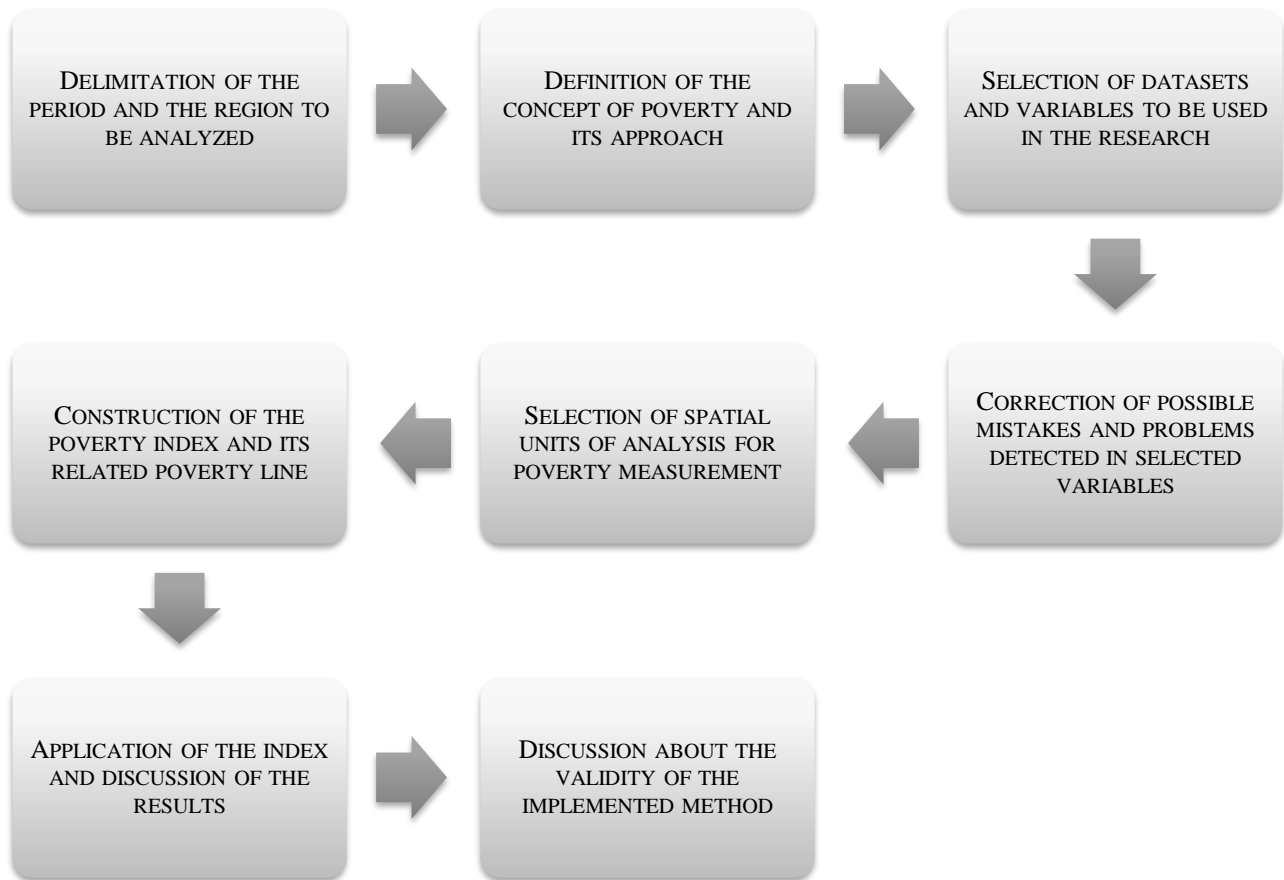 DELIMITATION OF THE
PERIOD AND THE REGION TO
BE ANALYZED
DEFINITION OF THE
CONCEPT OF POVERTY AND
ITS APPROACH
SELECTION OF DATASETS
AND VARIABLES TO BE USED
IN THE RESEARCH
CORRECTION OF POSSIBLE
MISTAKES AND PROBLEMS
DETECTED IN SELECTED
VARIABLES
SELECTION OF SPATIAL
UNITS OF ANALYSIS FOR
POVERTY MEASUREMENT
CONSTRUCTION OF THE
POVERTY INDEX AND ITS
RELATED POVERTY LINE
APPLICATION OF THE INDEX
AND DISCUSSION OF THE
RESULTS
DISCUSSION ABOUT THE
VALIDITY OF THE
IMPLEMENTED METHOD